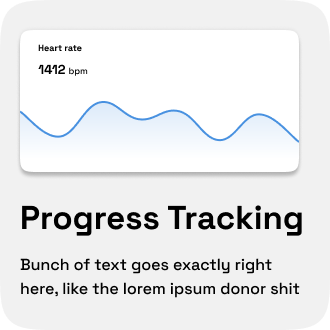 Heart rate
1412 bpm
Progress Tracking
Bunch of text goes exactly right
here, like the lorem ipsum donor shit